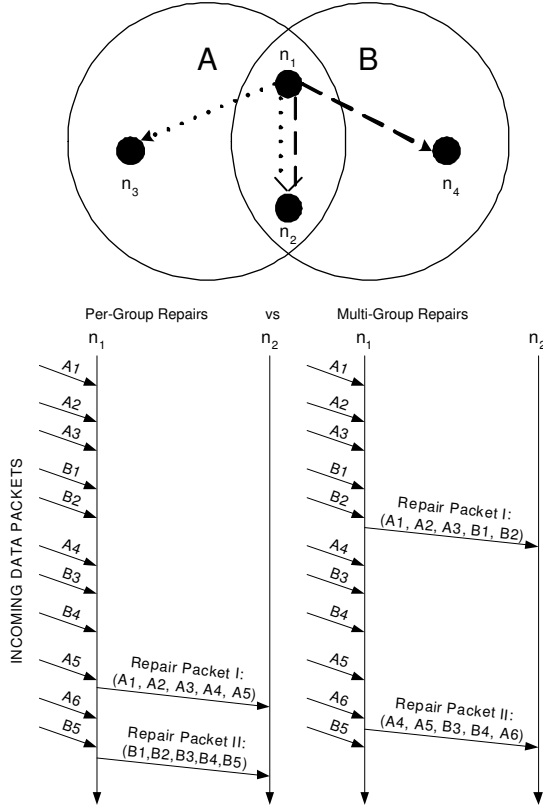 A
B
n1
n3
n4
n2
Per-Group Repairs vs Multi-Group Repairs
n1 n2 n1 n2
INCOMING DATA PACKETS
A1
A2
A3
B1
B2
A4
B3
B4
A5
Repair Packet I:
(A1, A2, A3, A4, A5)
A6
B5
Repair Packet II:
(B1,B2,B3,B4,B5)
A1
A2
A3
B1
B2
Repair Packet I:
(A1, A2, A3, B1, B2)
A4
B3
B4
A5
A6
Repair Packet II:
(A4, A5, B3, B4, A6)
B5